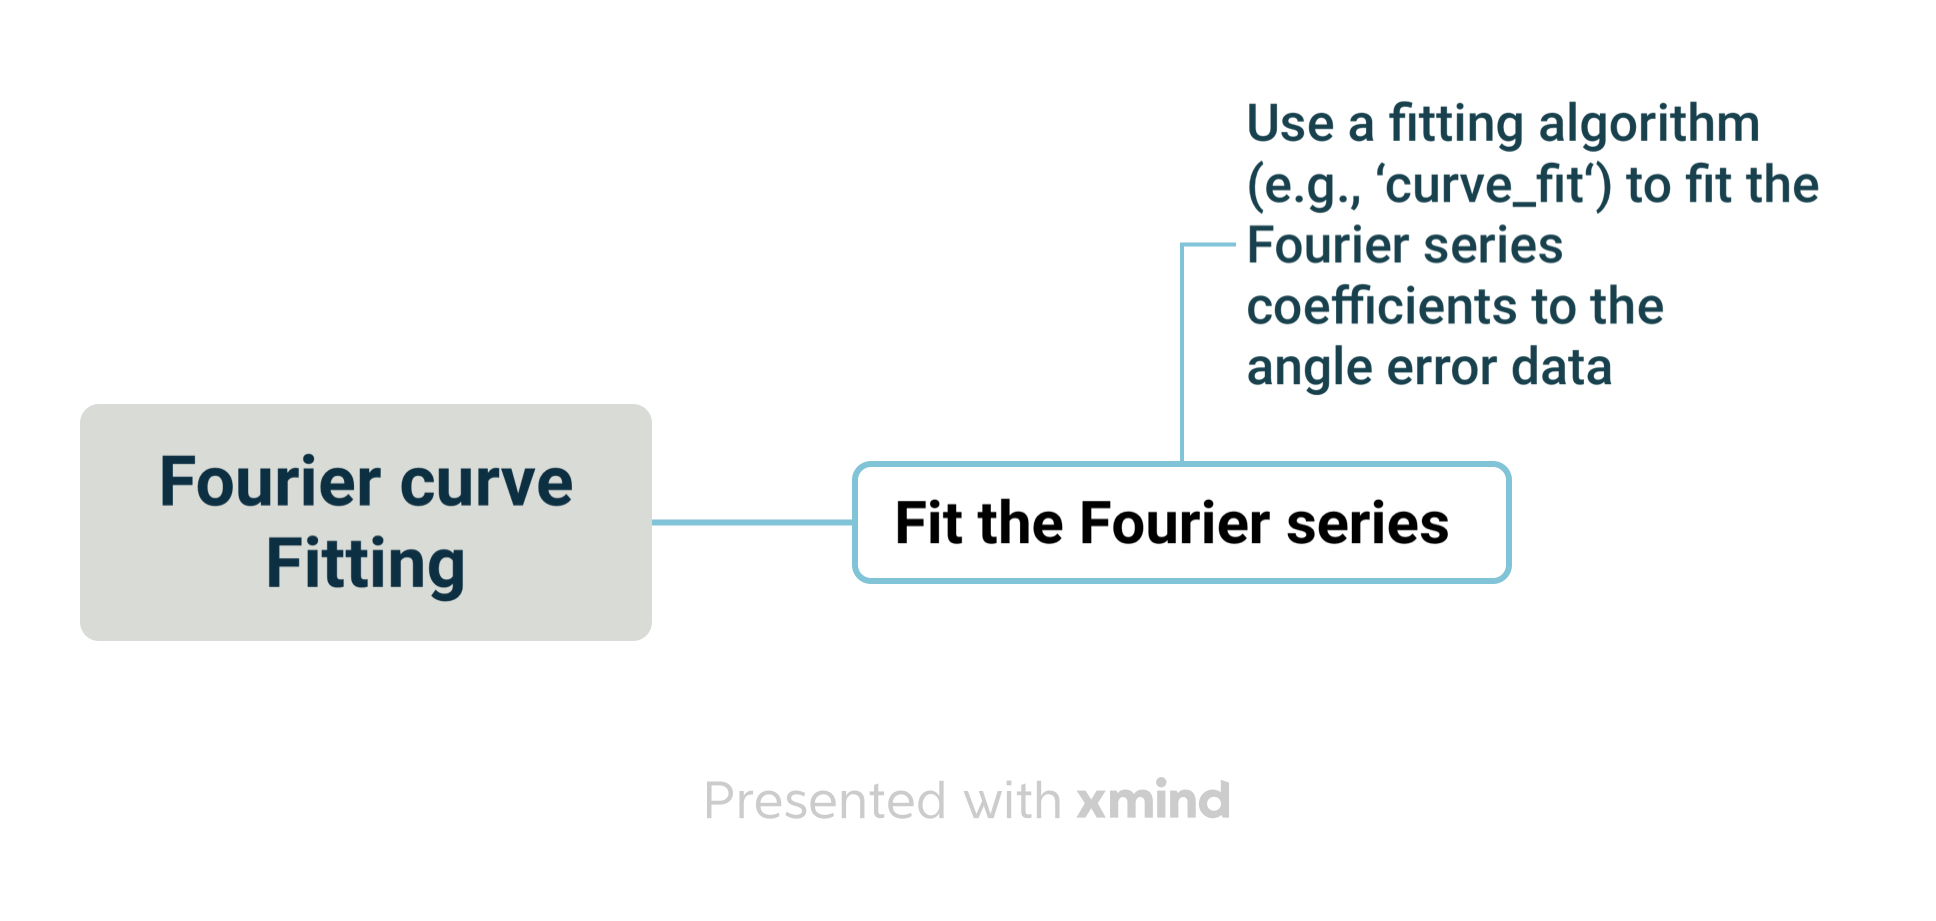 Use a fitting algorithm
(e.g., ‘curve_fit‘) to fit the
Fourier series
coefficients to the
angle error data
Fourier curve
Fitting
Fit the Fourier series
Presented with xmind